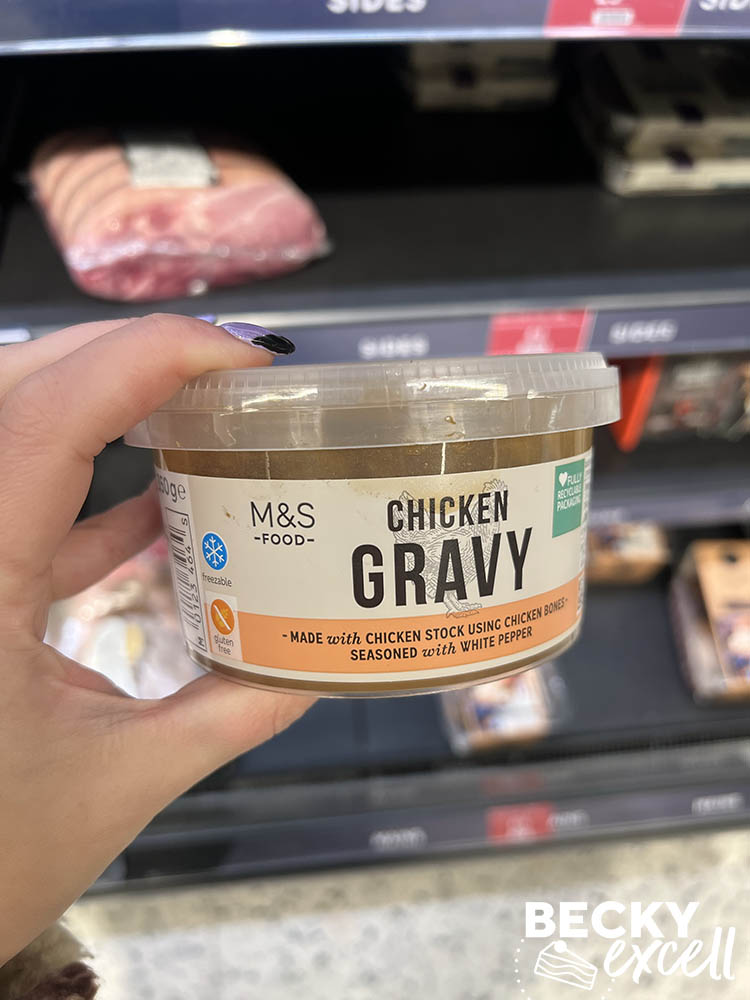 SIDES
SIDES
M&S
-FOOD-
CHICKEN
GRAVY
FULLY
RECYCLABLE
PACKAGING
freezable
gluten
free
- MADE with CHICKEN STOCK USING CHICKEN BONES -
SEASONED with WHITE PEPPER
BECKY
excell